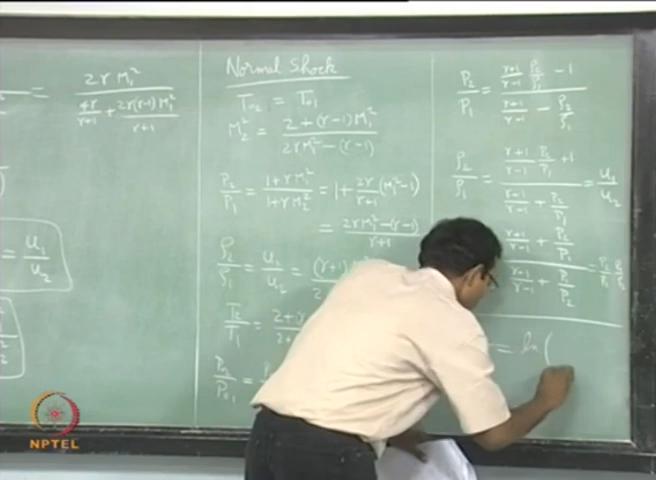 = 2γM₁² / (4γ/(γ+1) + 2γ(γ-1)M₁²/(γ+1))
= u₁/u₂
Normal Shock
T₀₂ = T₀₁
M₂² = (2+(γ-1)M₁²) / (2γM₁²-(γ-1))
P₂/P₁ = (1+γM₁²)/(1+γM₂²) = 1 + 2γ/(γ+1) (M₁²-1)
= (2γM₁²-(γ-1))/(γ+1)
ρ₂/ρ₁ = u₁/u₂ = (γ+1)M₁²
T₂/T₁ =
P₀₂/P₀₁ =
P₂/P₁ = ((γ+1)/(γ-1) ρ₂/ρ₁ - 1) / ((γ+1)/(γ-1) - ρ₂/ρ₁)
ρ₂/ρ₁ = ((γ+1)/(γ-1) P₂/P₁ + 1) / ((γ+1)/(γ-1) + P₂/P₁) = u₁/u₂
((γ+1)/(γ-1) + P₂/P₁) / ((γ+1)/(γ-1) + P₁/P₂) =
= ln(
NPTEL